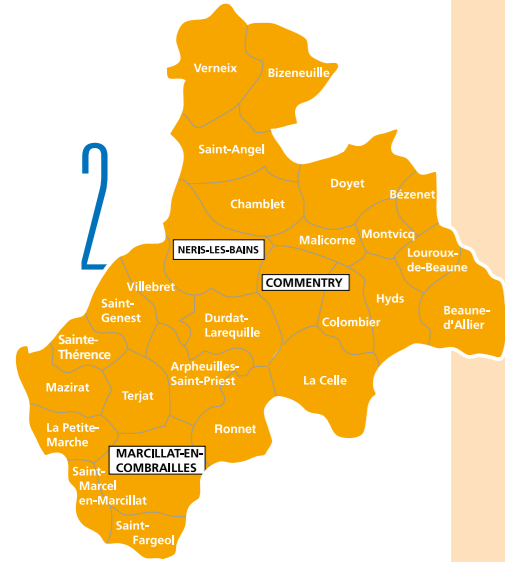 Verneix
Bizeneuille
Saint-Angel
Doyet
Bézenet
Chamblet
Malicorne
Montvicq
2
NERIS-LES-BAINS
Louroux-
de-Beaune
COMMENTRY
Villebret
Hyds
Saint-
Genest
Durdat-
Larequille
Colombier
Beaune-
d'Allier
Sainte-
Thérence
Arpheuilles-
Saint-Priest
La Celle
Mazirat
Terjat
La Petite-
Marche
Ronnet
MARCILLAT-EN-
COMBRAILLES
Saint-
Marcel
en-Marcillat
Saint-
Fargeol